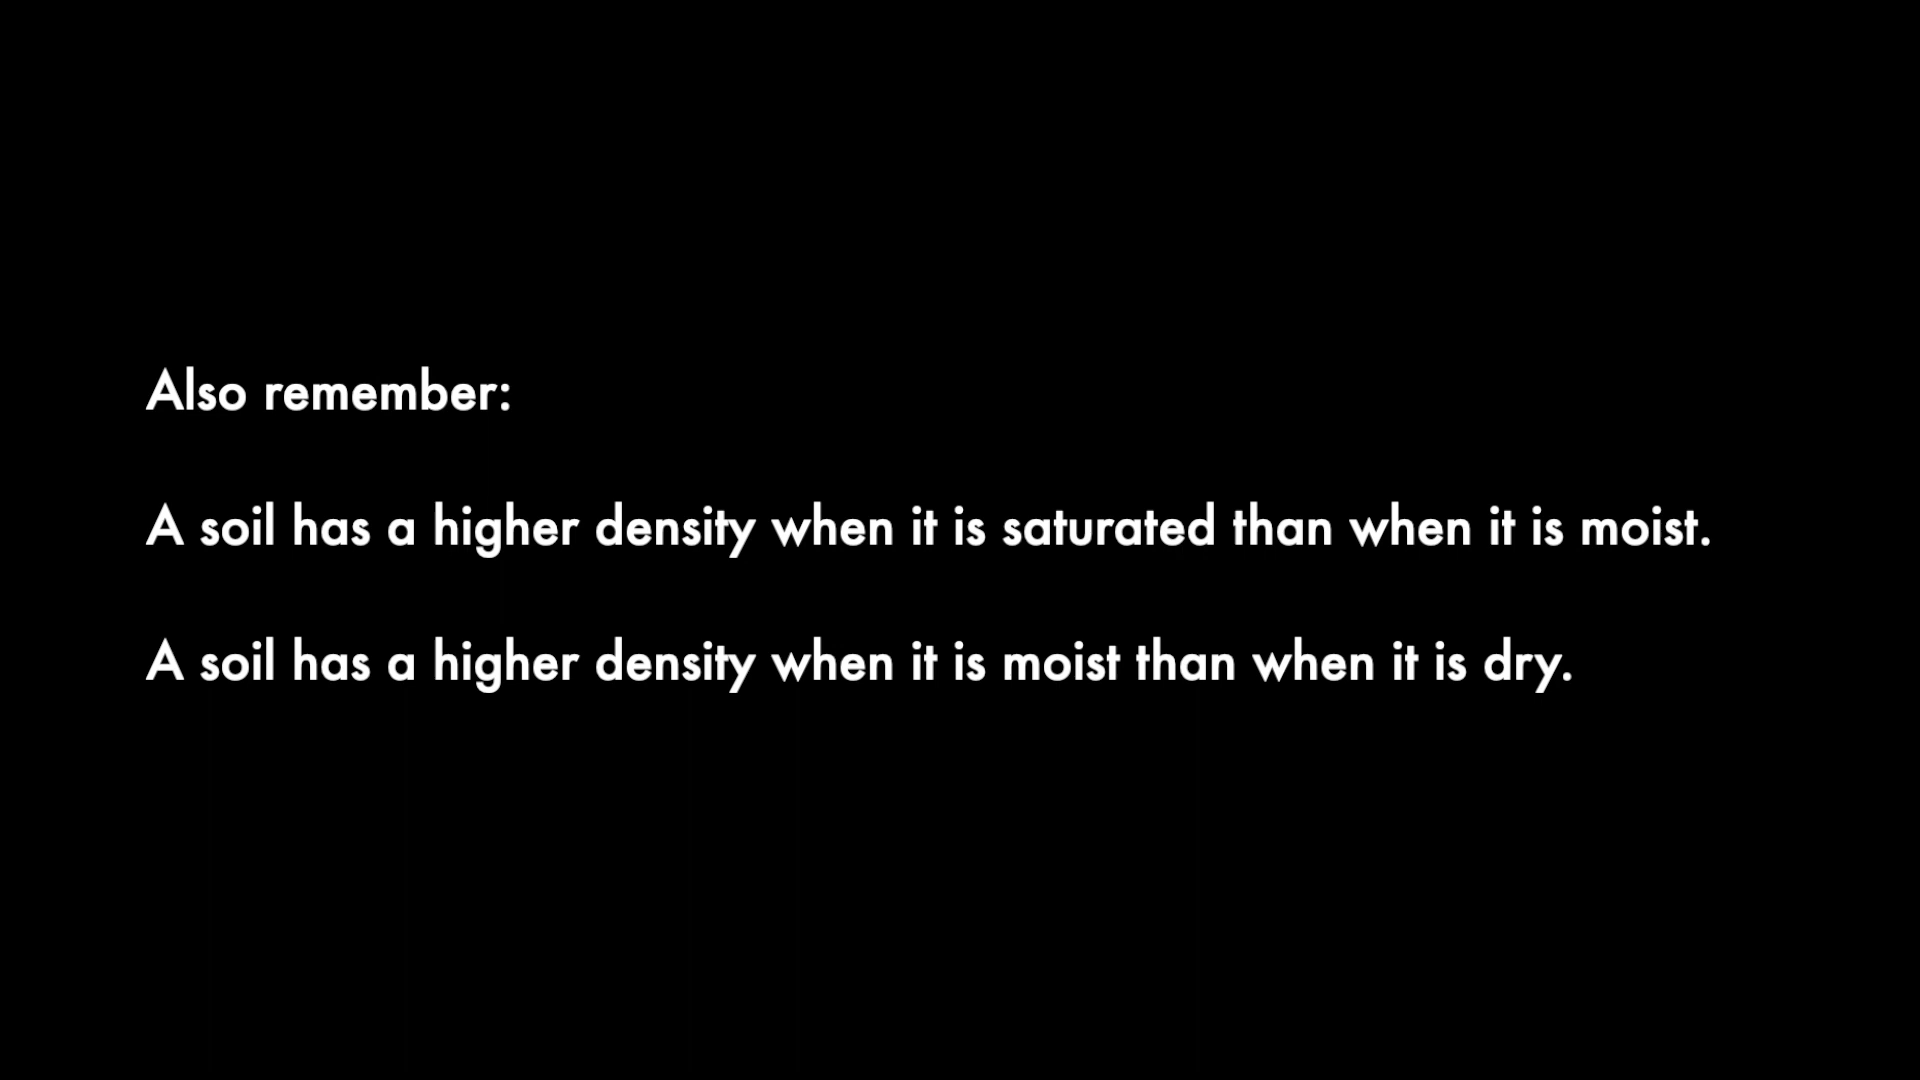 Also remember:
A soil has a higher density when it is saturated than when it is moist.
A soil has a higher density when it is moist than when it is dry.